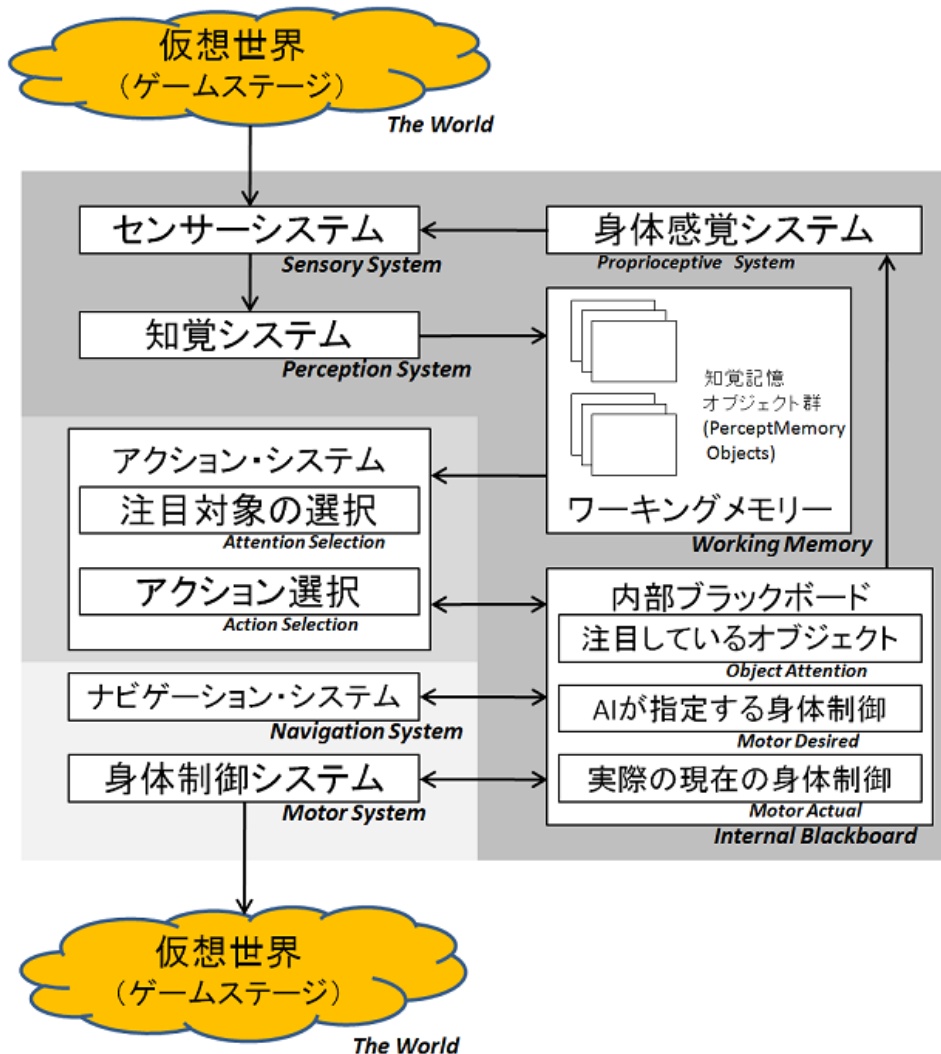 仮想世界
（ゲームステージ）
The World
センサーシステム
Sensory System
身体感覚システム
Proprioceptive System
知覚システム
Perception System
知覚記憶
オブジェクト群
(PerceptMemory
Objects)
ワーキングメモリー
Working Memory
アクション・システム
注目対象の選択
Attention Selection
アクション選択
Action Selection
内部ブラックボード
注目しているオブジェクト
Object Attention
ナビゲーション・システム
Navigation System
AIが指定する身体制御
Motor Desired
身体制御システム
Motor System
実際の現在の身体制御
Motor Actual
Internal Blackboard
仮想世界
（ゲームステージ）
The World